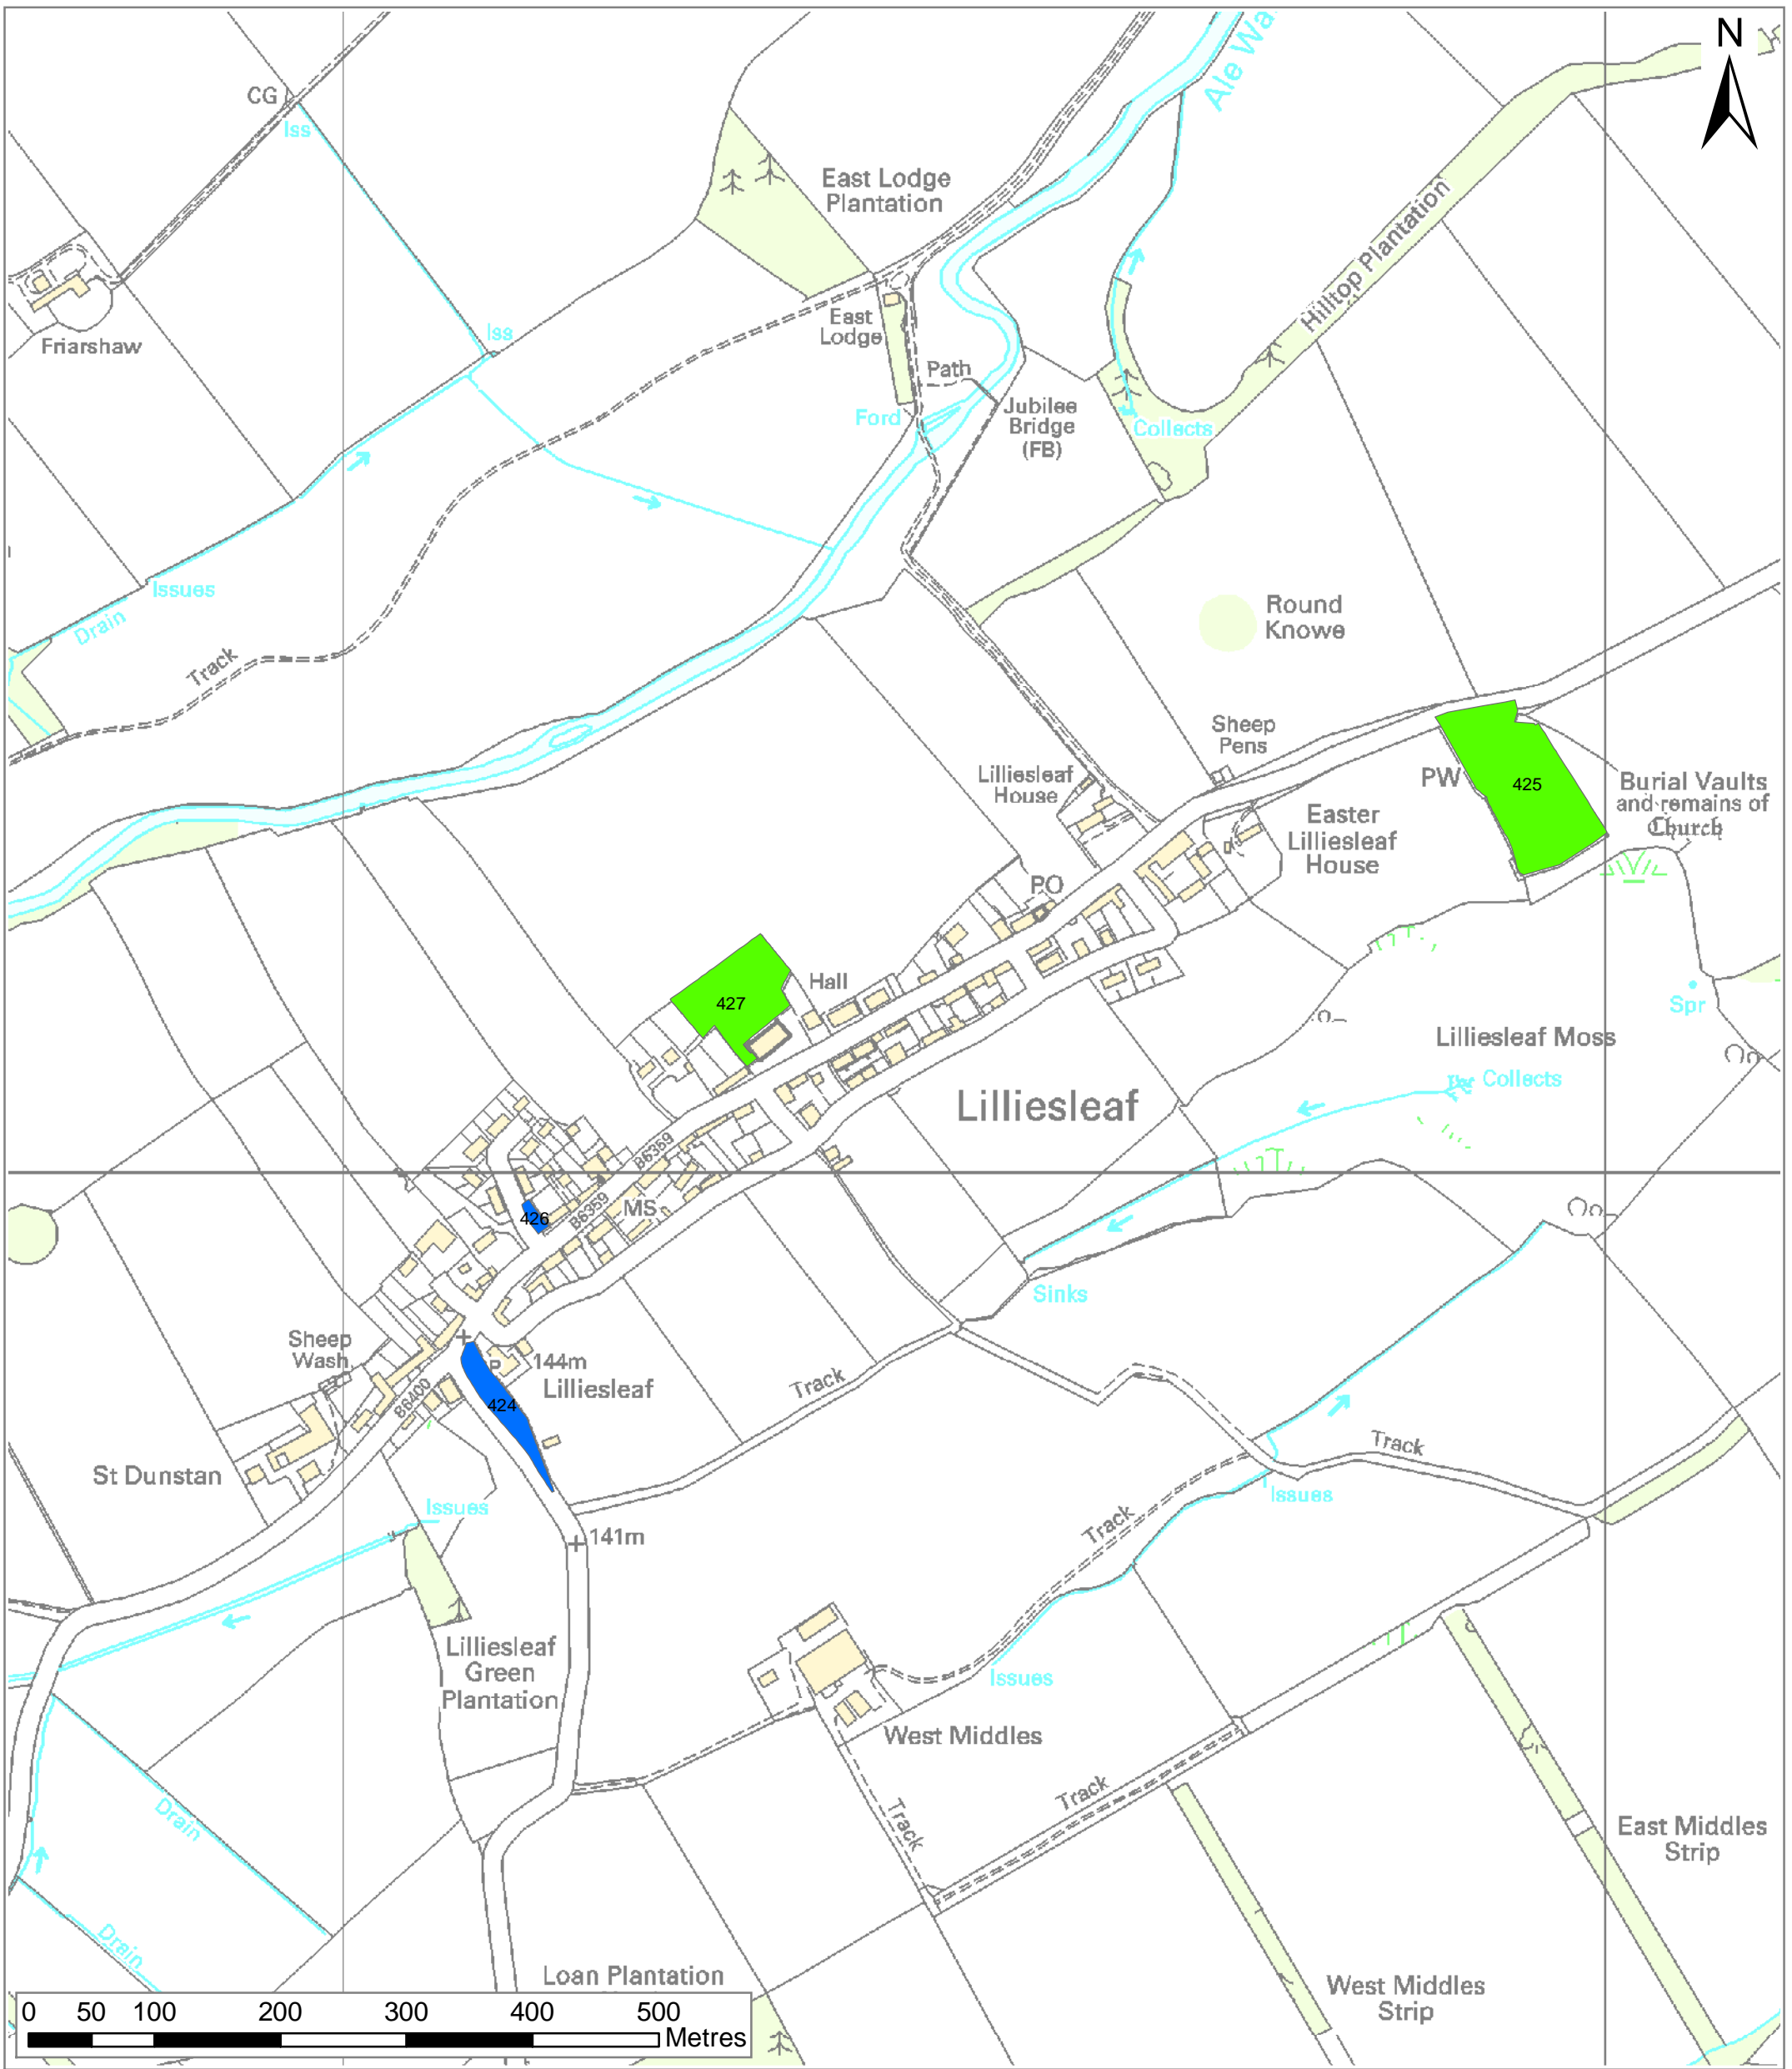 N
CG
Iss
Ale Wa
East Lodge
Plantation
Hilltop Plantation
Friarshaw
Iss
East
Lodge
Path
Ford
Jubilee
Bridge
(FB)
Collects
Issues
Drain
Track
Round
Knowe
Sheep
Pens
Lilliesleaf
House
PW
425
Burial Vaults
and remains of
Church
Easter
Lilliesleaf
House
PO
Hall
427
Spr
Lilliesleaf Moss
Collects
Lilliesleaf
B6359
B6359
MS
426
Sinks
Sheep
Wash
P
144m
Lilliesleaf
B6400
424
Track
Track
St Dunstan
Issues
Issues
141m
Track
Lilliesleaf
Green
Plantation
Issues
West Middles
Track
Track
Drain
East Middles
Strip
Drain
Loan Plantation
West Middles
Strip
0 50 100 200 300 400 500
Metres